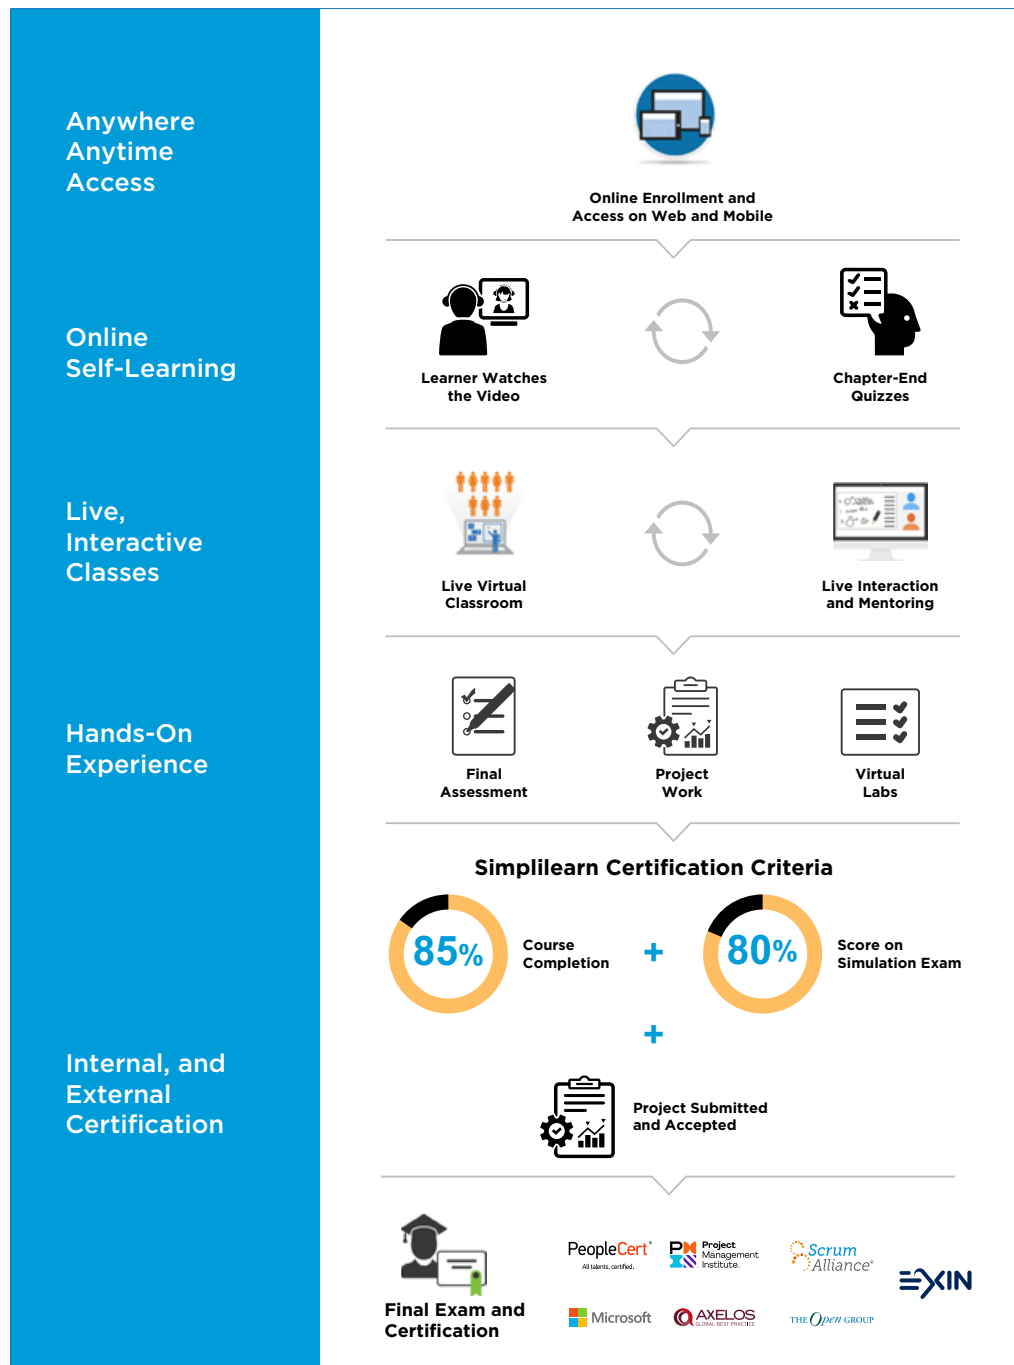 Anywhere
Anytime
Access
Online Enrollment and
Access on Web and Mobile
Online
Self-Learning
Learner Watches
the Video
Chapter-End
Quizzes
Live,
Interactive
Classes
Live Virtual
Classroom
Live Interaction
and Mentoring
Hands-On
Experience
Final
Assessment
Project
Work
Virtual
Labs
Simplilearn Certification Criteria
85%
Course
Completion
+
80%
Score on
Simulation Exam
+
Internal, and
External
Certification
Project Submitted
and Accepted
Final Exam and
Certification
PeopleCert®
All talents, certified.
Project
Management
Institute.
Scrum
Alliance®
EXIN
Microsoft
AXELOS
GLOBAL BEST PRACTICE
THE Open GROUP